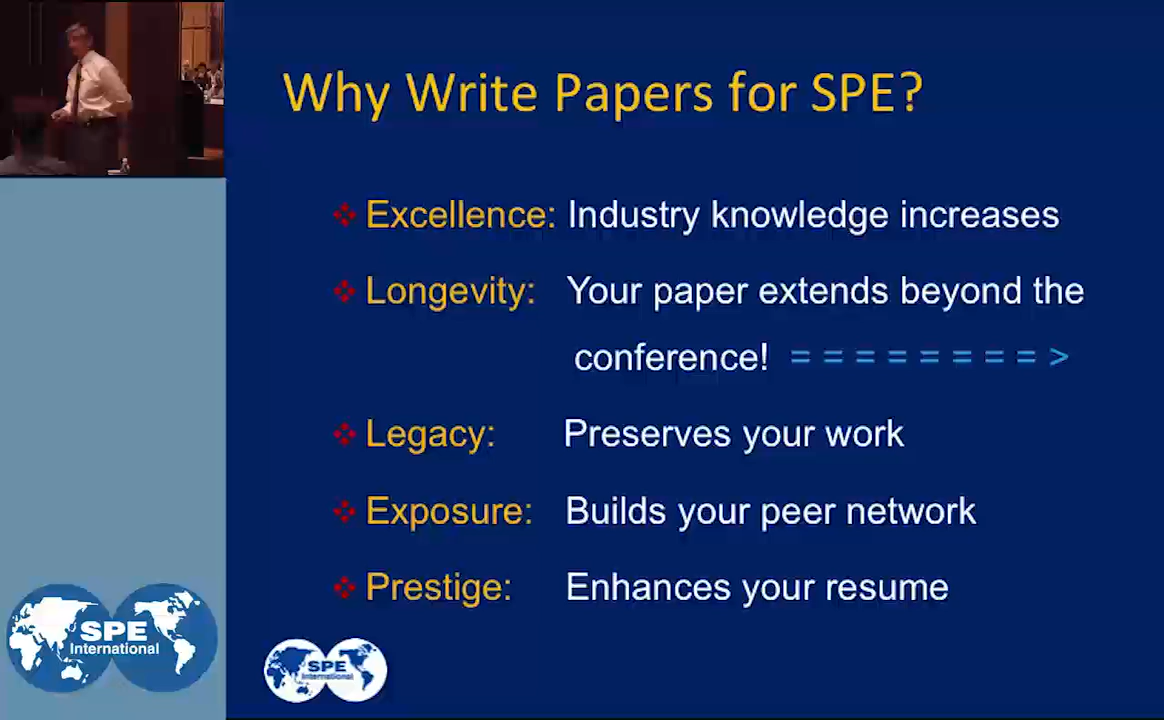 Why Write Papers for SPE?
Excellence: Industry knowledge increases
Longevity: Your paper extends beyond the
conference! = = = = = = = = >
Legacy: Preserves your work
Exposure: Builds your peer network
Prestige: Enhances your resume
SPE
International
SPE
International